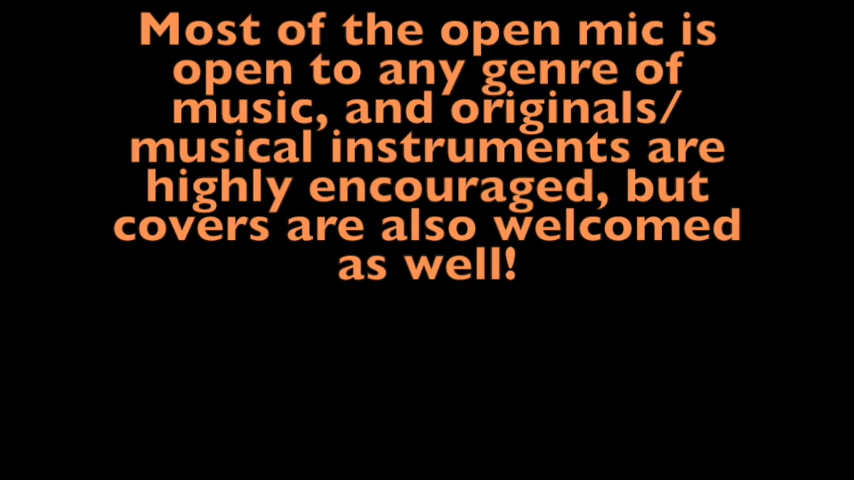 Most of the open mic is
open to any genre of
music, and originals/
musical instruments are
highly encouraged, but
covers are also welcomed
as well!